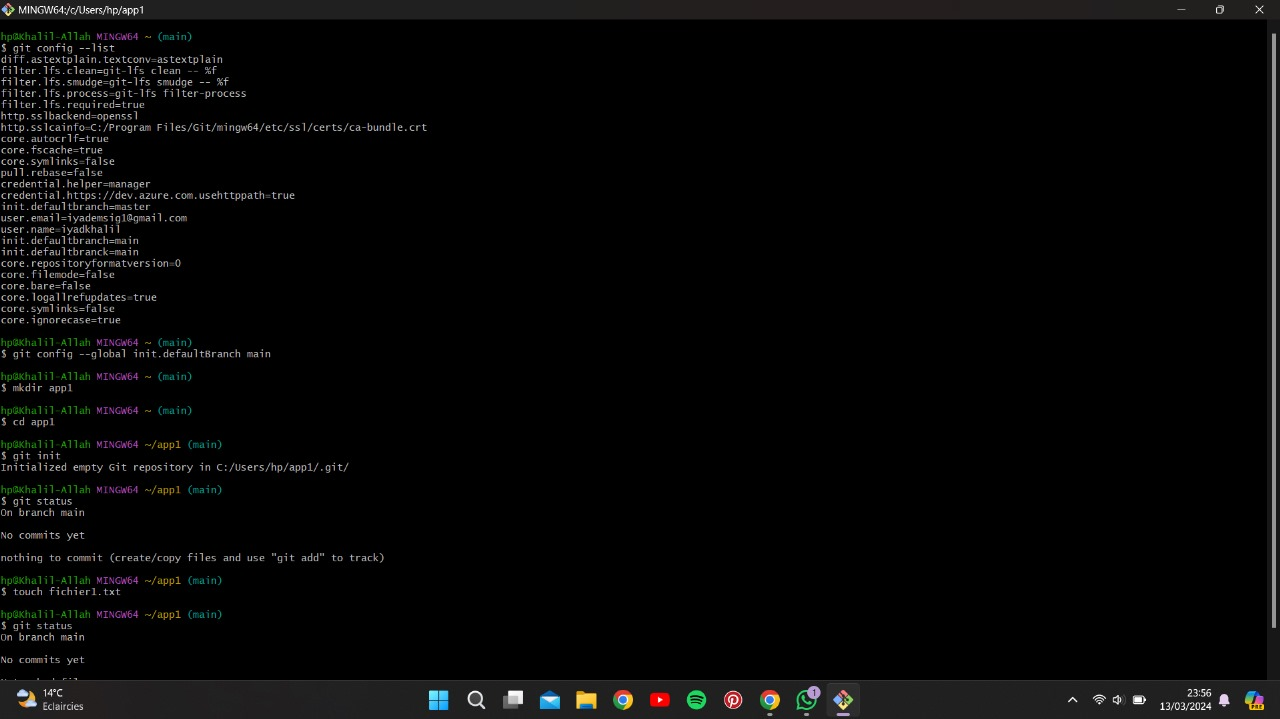 MINGW64:/c/Users/hp/app1
hp@Khalil-Allah MINGW64 ~ (main)
$ git config --list
diff.astextplain.textconv=astextplain
filter.lfs.clean=git-lfs clean -- %f
filter.lfs.smudge=git-lfs smudge -- %f
filter.lfs.process=git-lfs filter-process
filter.lfs.required=true
http.sslbackend=openssl
http.sslcainfo=C:/Program Files/Git/mingw64/etc/ssl/certs/ca-bundle.crt
core.autocrlf=true
core.fscache=true
core.symlinks=false
pull.rebase=false
credential.helper=manager
credential.https://dev.azure.com.usehttppath=true
init.defaultbranch=master
user.email=iyademsig1@gmail.com
user.name=iyadkhalil
init.defaultbranch=main
init.defaultbranck=main
core.repositoryformatversion=0
core.filemode=false
core.bare=false
core.logallrefupdates=true
core.symlinks=false
core.ignorecase=true
hp@Khalil-Allah MINGW64 ~ (main)
$ git config --global init.defaultBranch main
hp@Khalil-Allah MINGW64 ~ (main)
$ mkdir app1
hp@Khalil-Allah MINGW64 ~ (main)
$ cd app1
hp@Khalil-Allah MINGW64 ~/app1 (main)
$ git init
Initialized empty Git repository in C:/Users/hp/app1/.git/
hp@Khalil-Allah MINGW64 ~/app1 (main)
$ git status
On branch main
No commits yet
nothing to commit (create/copy files and use "git add" to track)
hp@Khalil-Allah MINGW64 ~/app1 (main)
$ touch fichier1.txt
hp@Khalil-Allah MINGW64 ~/app1 (main)
$ git status
On branch main
No commits yet
14°C
Eclaircies
1
23:56
13/03/2024
PRE